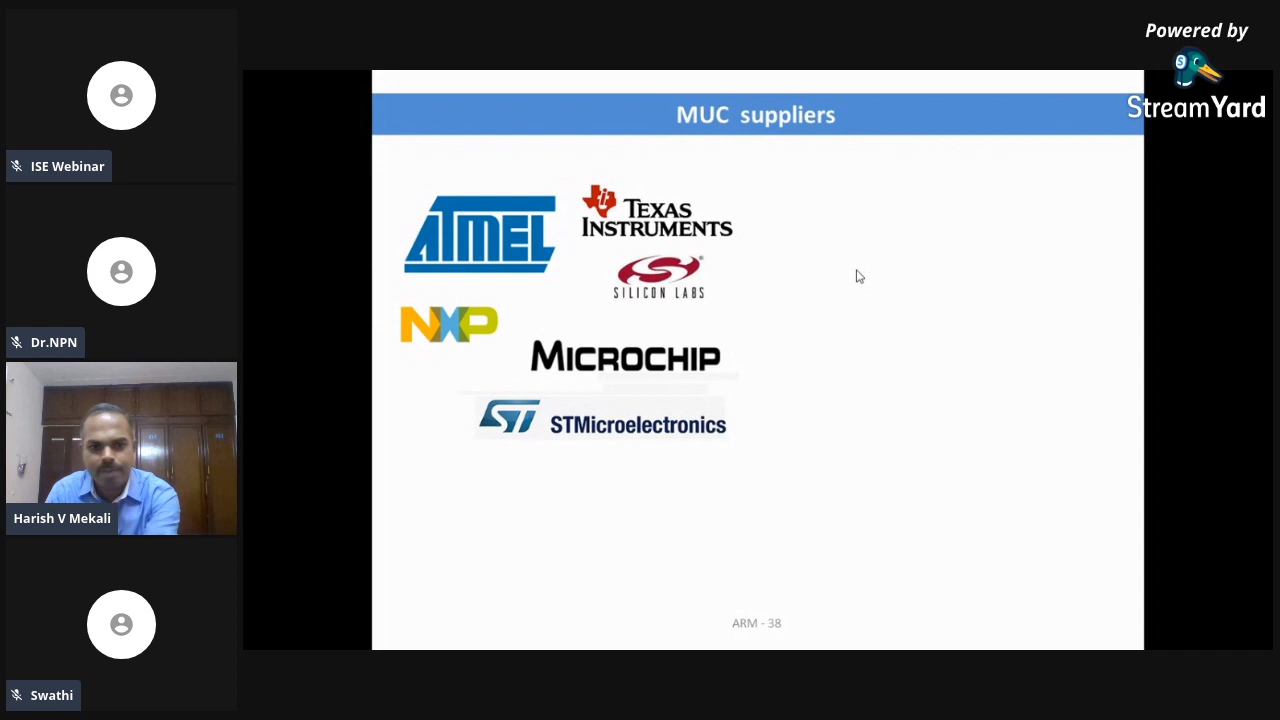 Powered by
StreamYard
MUC suppliers
ATMEL
TEXAS
INSTRUMENTS
SILICON LABS
NXP
MICROCHIP
ST STMicroelectronics
ARM - 38
ISE Webinar
Dr.NPN
Harish V Mekali
Swathi